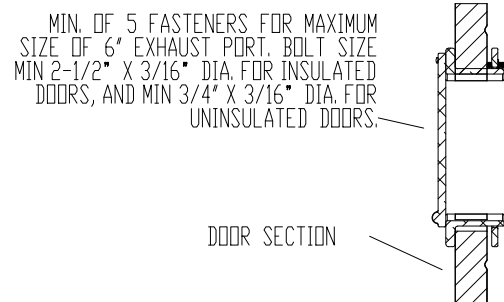 MIN. OF 5 FASTENERS FOR MAXIMUM
SIZE OF 6" EXHAUST PORT. BOLT SIZE
MIN 2-1/2" X 3/16" DIA. FOR INSULATED
DOORS, AND MIN 3/4" X 3/16" DIA. FOR
UNINSULATED DOORS.
DOOR SECTION